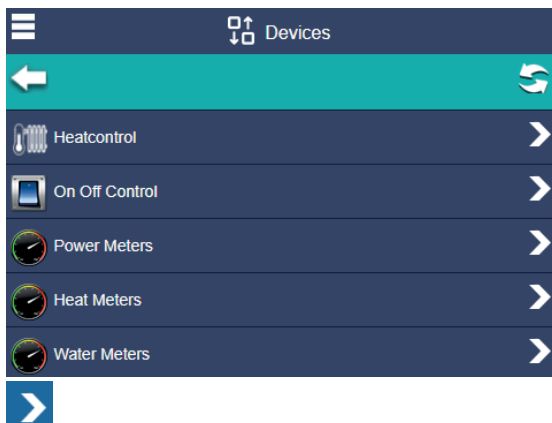 Devices
Heatcontrol
On Off Control
Power Meters
Heat Meters
Water Meters